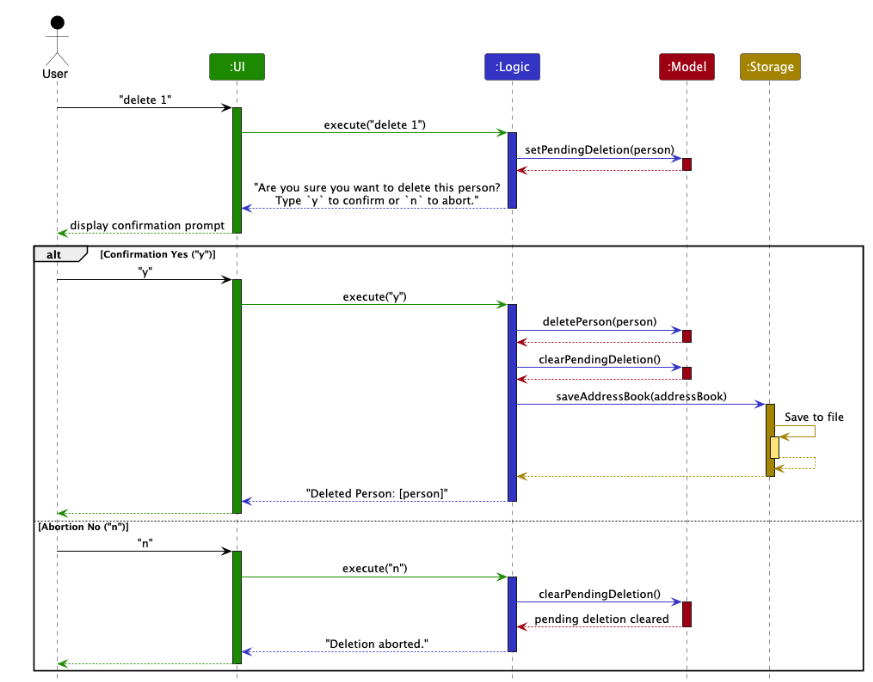 User
:UI
:Logic
:Model
:Storage
"delete 1"
execute("delete 1")
setPendingDeletion(person)
"Are you sure you want to delete this person?
Type `y` to confirm or `n` to abort."
display confirmation prompt
alt
[Confirmation Yes ("y")]
"y"
execute("y")
deletePerson(person)
clearPendingDeletion()
saveAddressBook(addressBook)
Save to file
"Deleted Person: [person]"
[Abortion No ("n")]
"n"
execute("n")
clearPendingDeletion()
pending deletion cleared
"Deletion aborted."